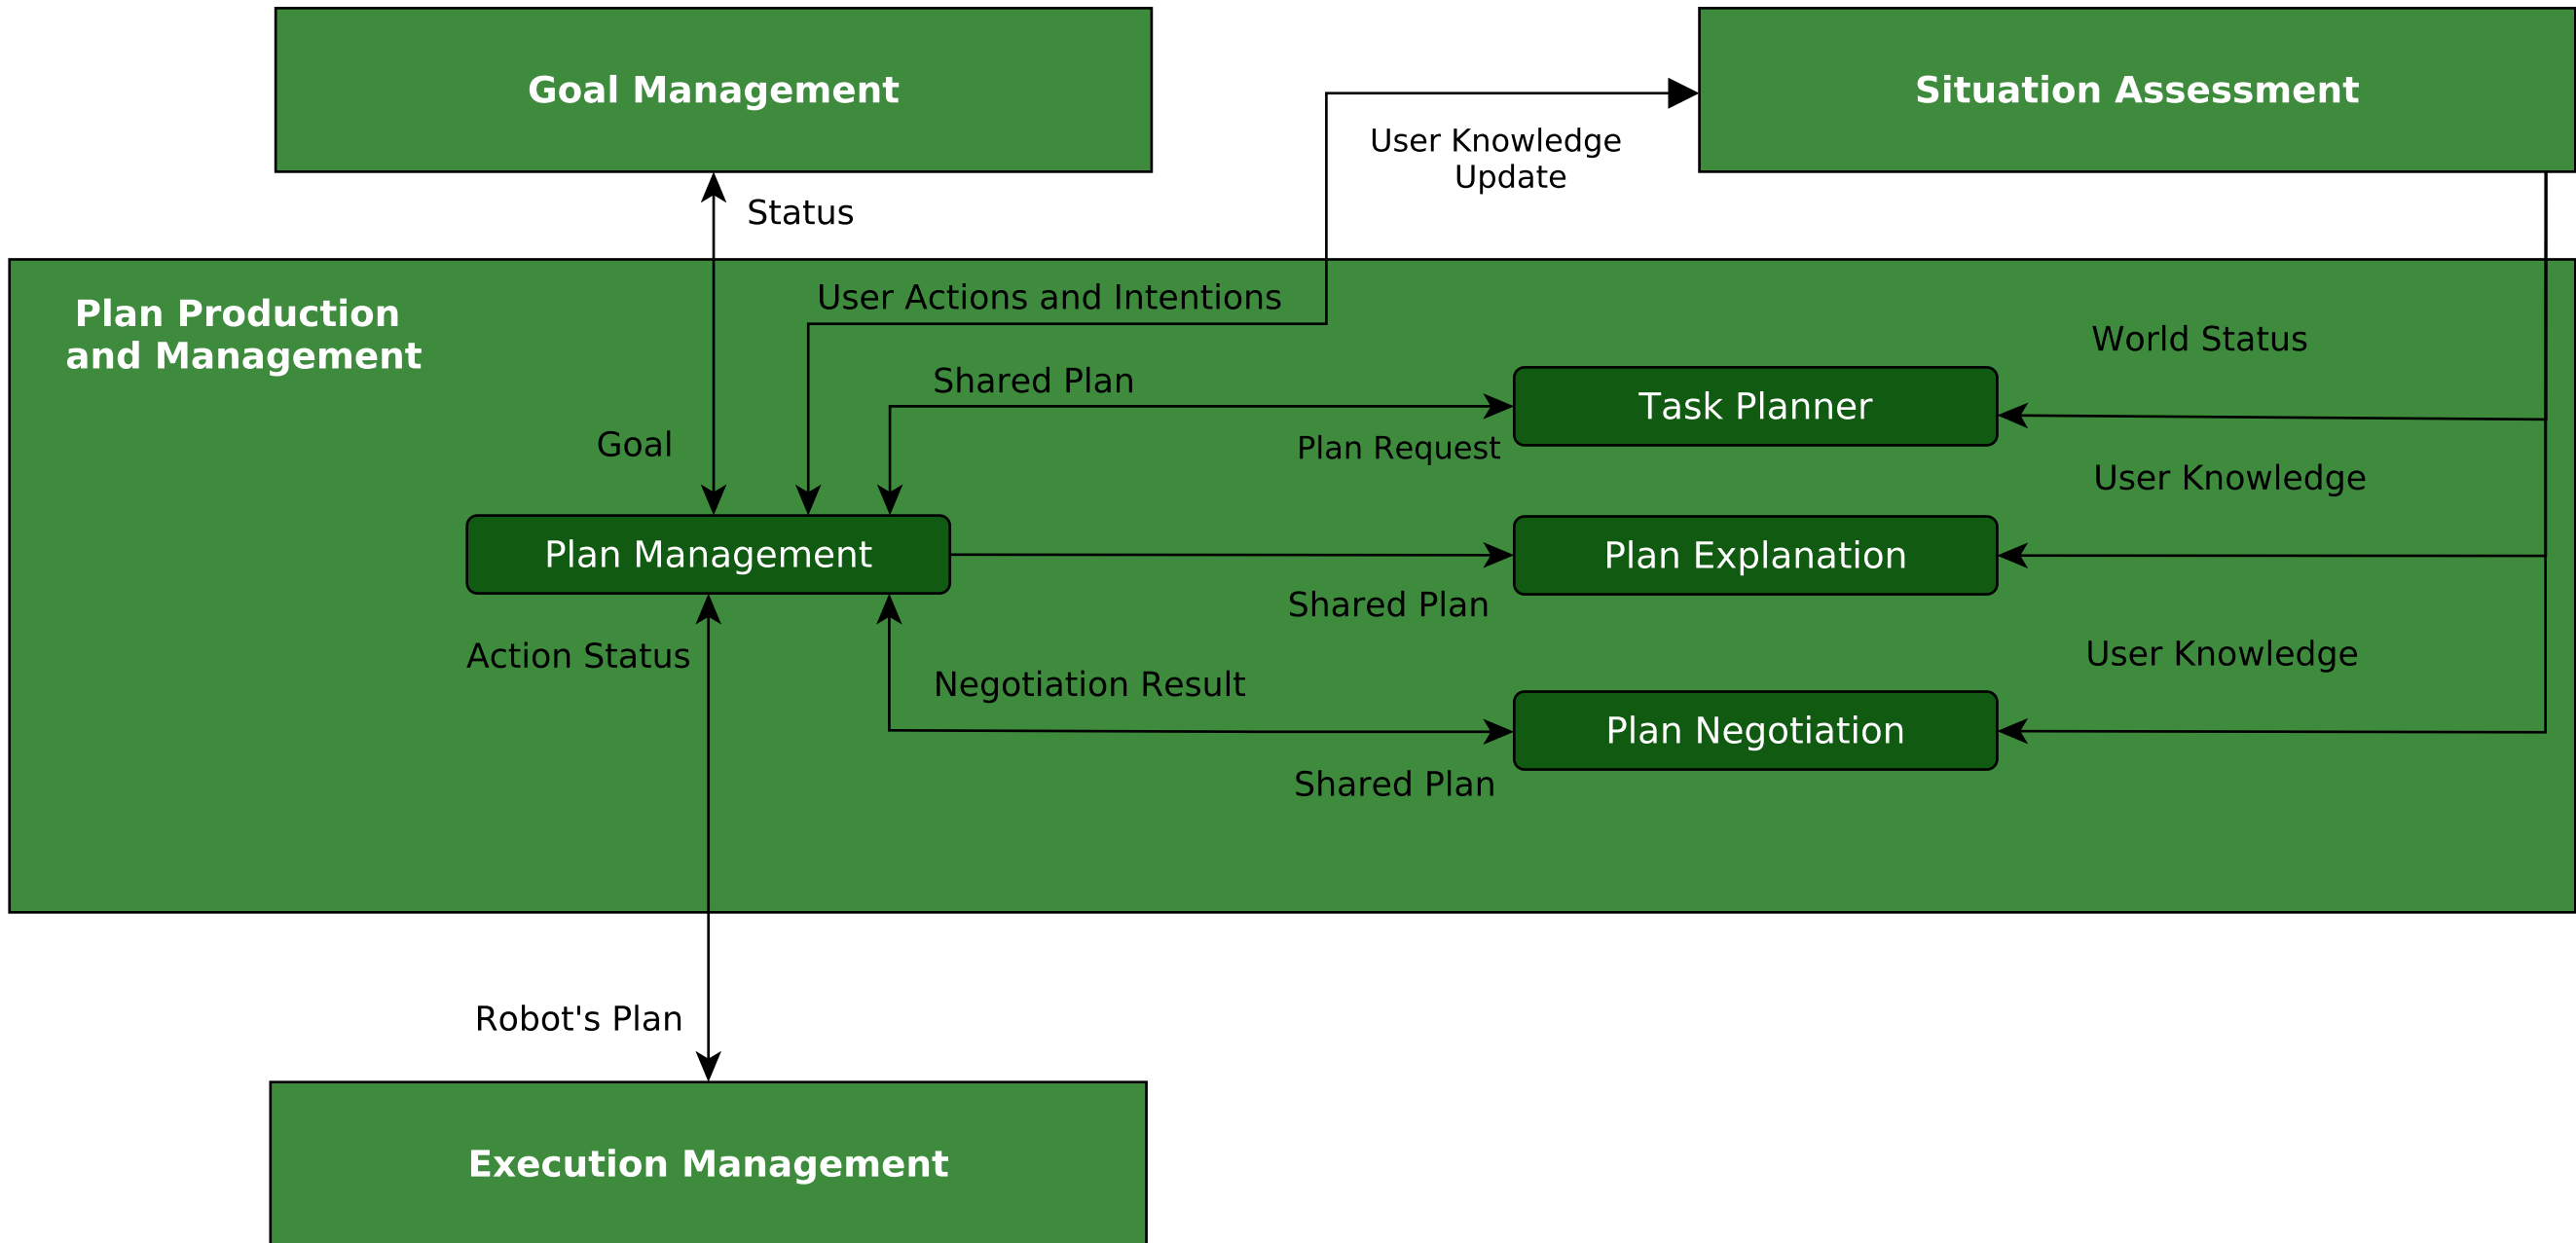 Goal Management
Situation Assessment
User Knowledge
Update
Status
User Actions and Intentions
Plan Production
and Management
World Status
Shared Plan
Task Planner
Goal
Plan Request
User Knowledge
Plan Management
Plan Explanation
Shared Plan
Action Status
User Knowledge
Negotiation Result
Plan Negotiation
Shared Plan
Robot's Plan
Execution Management